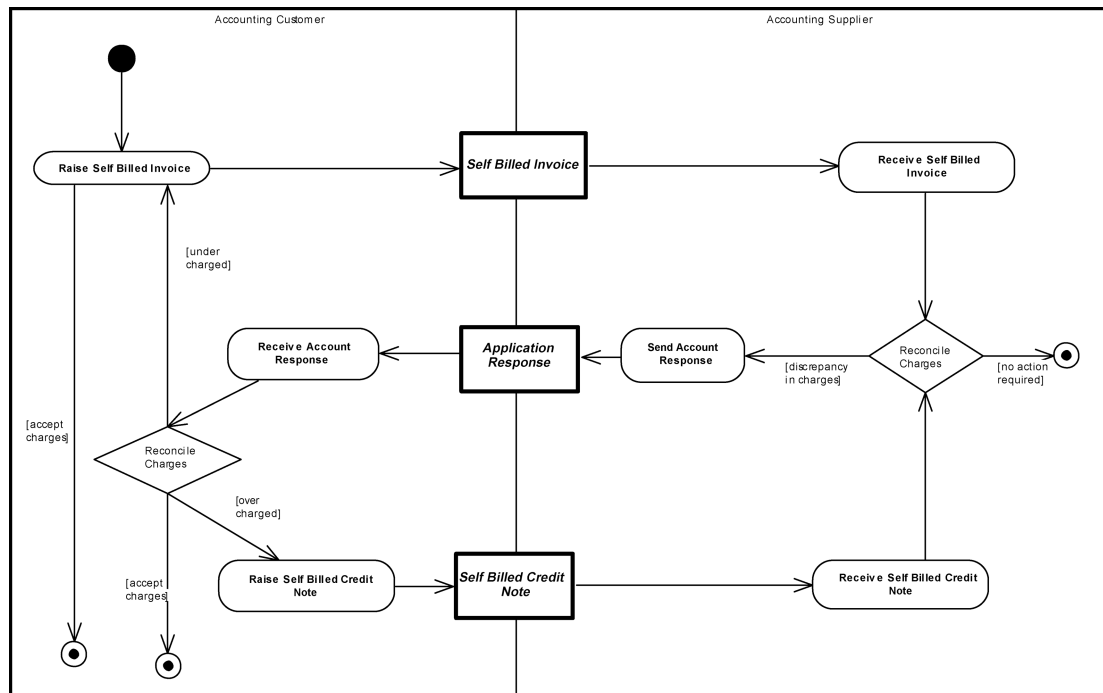 Accounting Customer
Accounting Supplier
Raise Self Billed Invoice
Self Billed Invoice
Receive Self Billed
Invoice
[under
charged]
Receive Account
Response
Application
Response
Send Account
Response
Reconcile
Charges
[discrepancy
in charges]
[no action
required]
[accept
charges]
Reconcile
Charges
[over
charged]
[accept
charges]
Raise Self Billed Credit
Note
Self Billed Credit
Note
Receive Self Billed Credit
Note